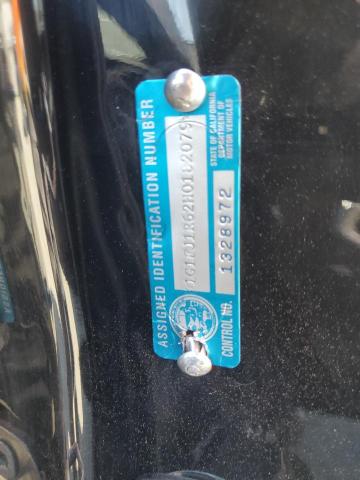 ASSIGNED IDENTIFICATION NUMBER
STATE OF CALIFORNIA
DEPARTMENT OF
MOTOR VEHICLES
CONTROL NO.
1328972